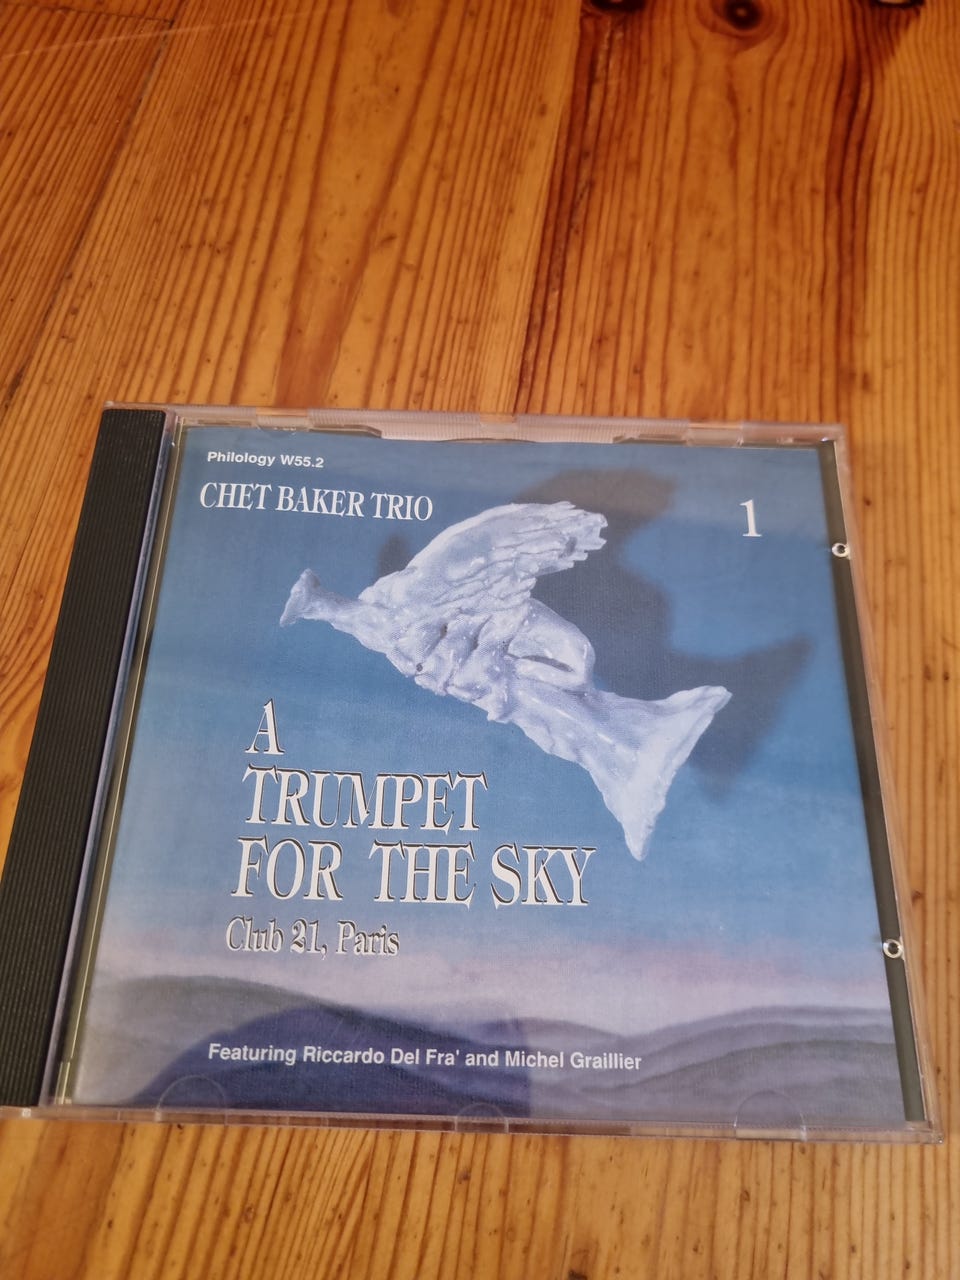 Philology W55.2
CHET BAKER TRIO
1
A
TRUMPET
FOR THE SKY
Club 21, Paris
Featuring Riccardo Del Fra' and Michel Graillier